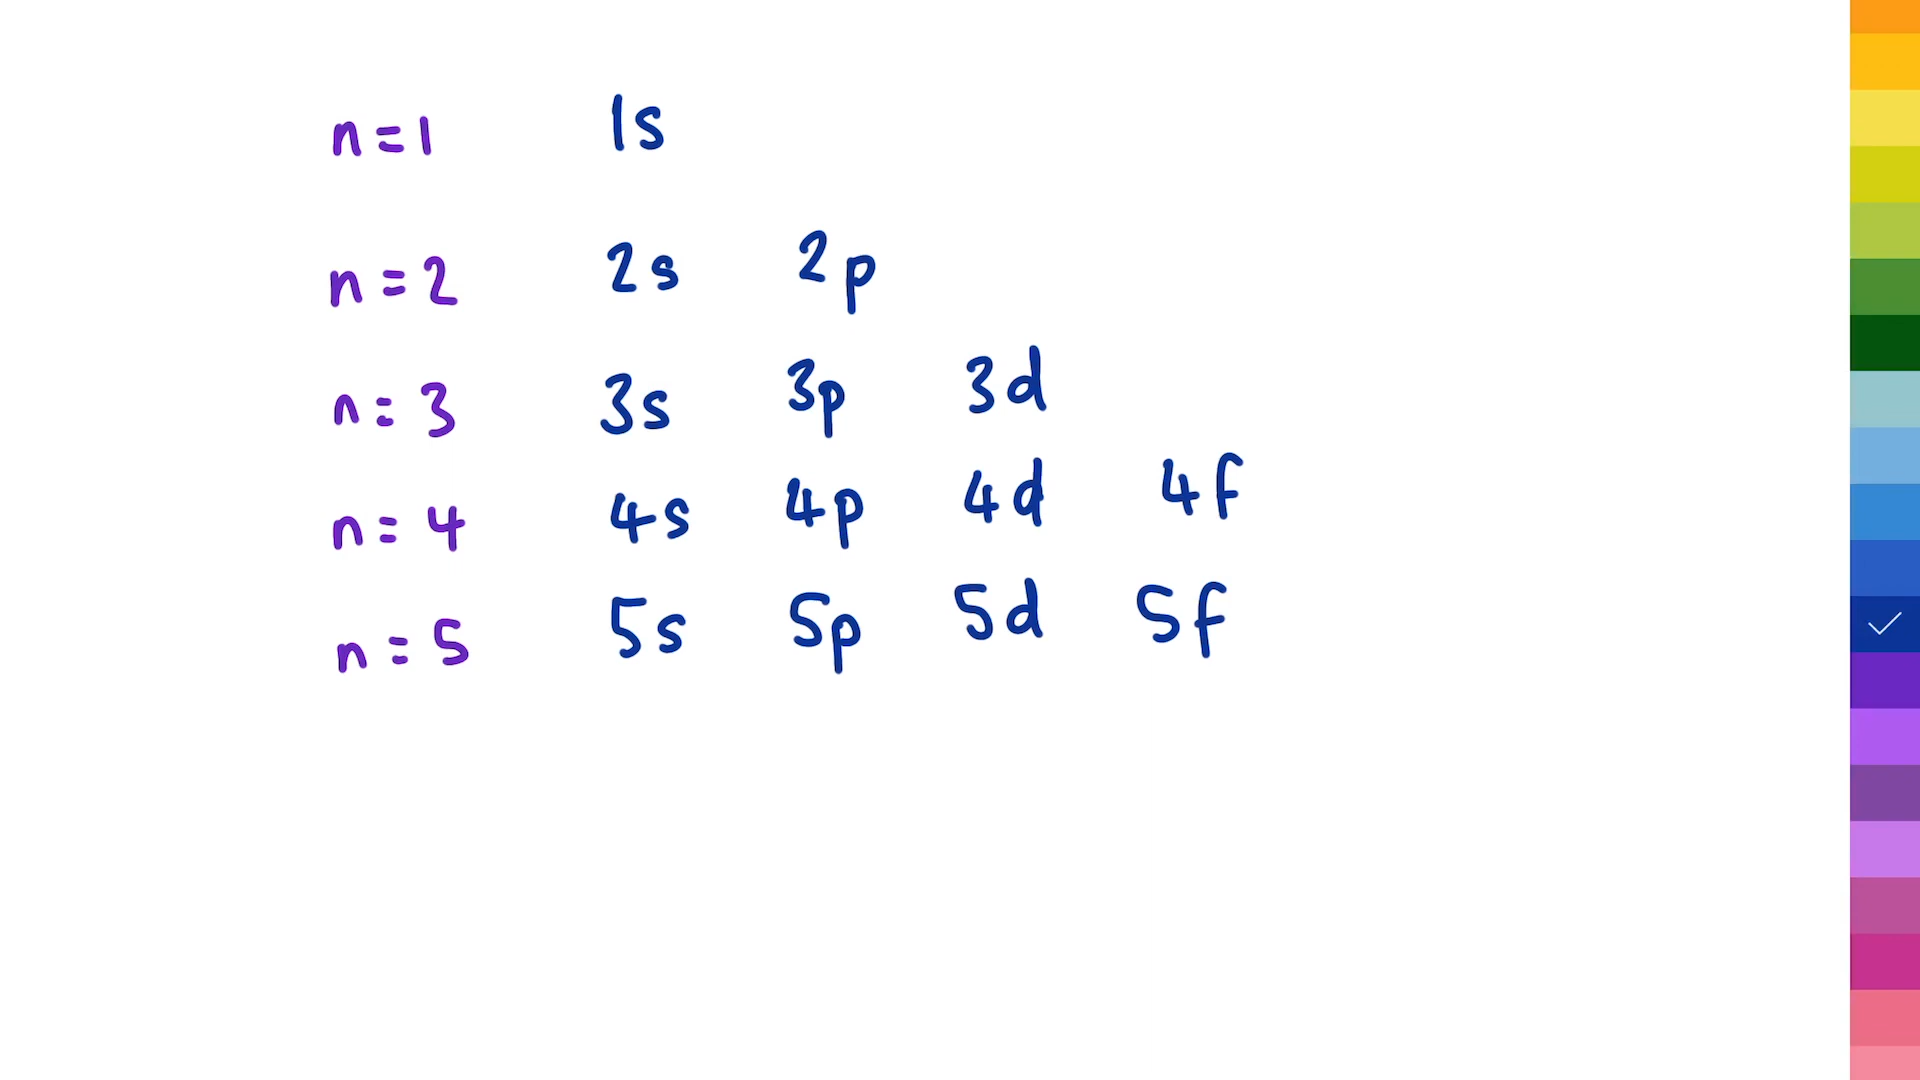 n=1 1s
n=2 2s 2p
n=3 3s 3p 3d
n=4 4s 4p 4d 4f
n=5 5s 5p 5d 5f